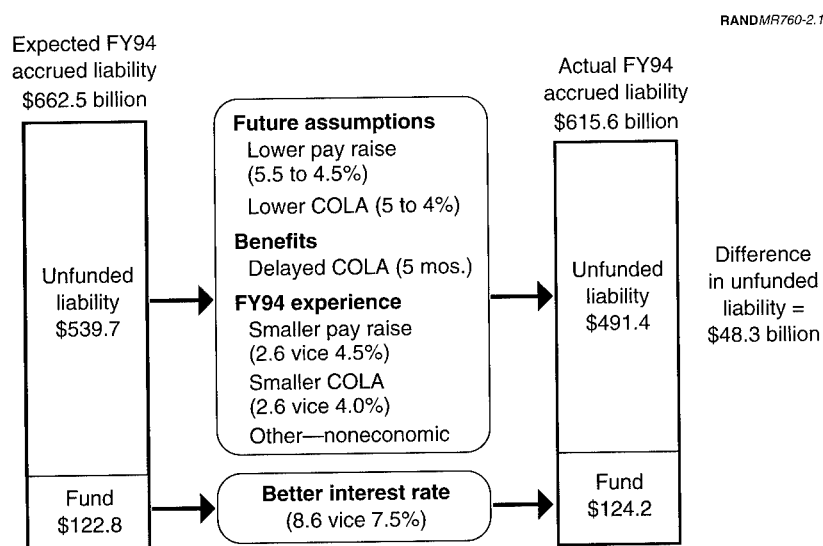 RANDMR760-2.1
Expected FY94
accrued liability
$662.5 billion
Unfunded
liability
$539.7
Fund
$122.8
Future assumptions
Lower pay raise
(5.5 to 4.5%)
Lower COLA (5 to 4%)
Benefits
Delayed COLA (5 mos.)
FY94 experience
Smaller pay raise
(2.6 vice 4.5%)
Smaller COLA
(2.6 vice 4.0%)
Other—noneconomic
Better interest rate
(8.6 vice 7.5%)
Actual FY94
accrued liability
$615.6 billion
Unfunded
liability
$491.4
Fund
$124.2
Difference
in unfunded
liability =
$48.3 billion